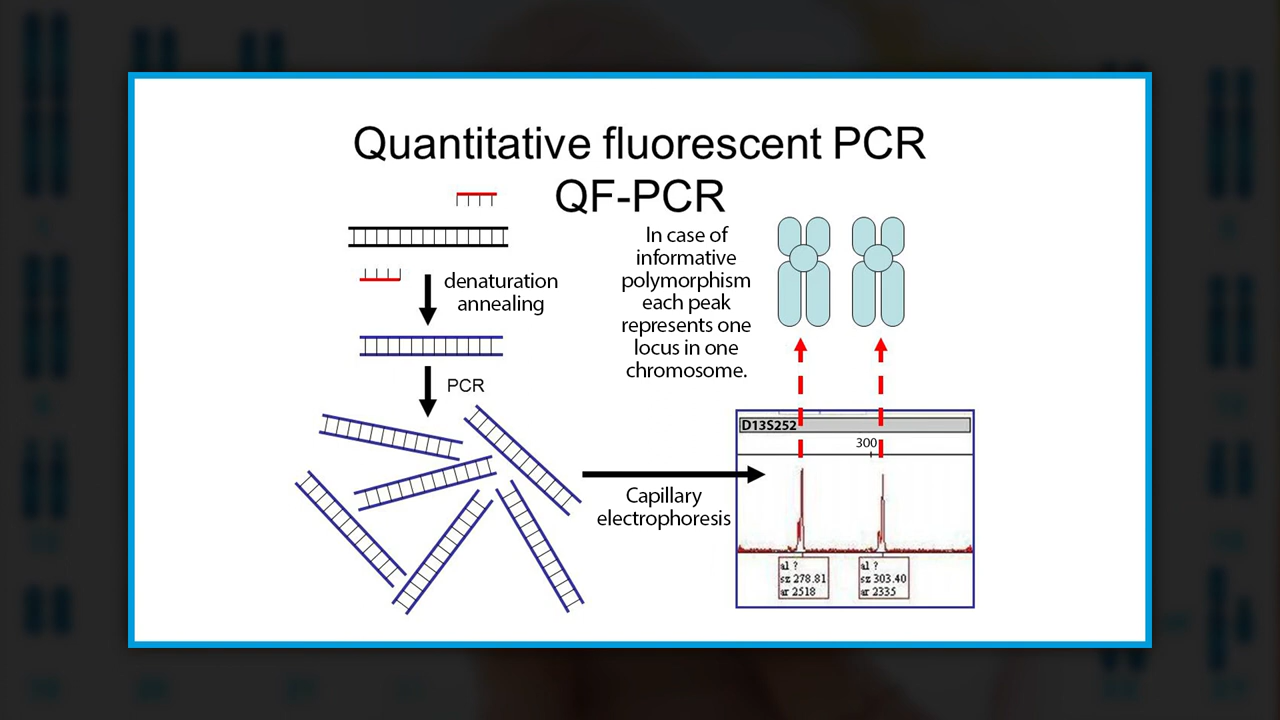 Quantitative fluorescent PCR
QF-PCR
denaturation
annealing
PCR
In case of
informative
polymorphism
each peak
represents one
locus in one
chromosome.
Capillary
electrophoresis
D13S252
300
al ?
sz 278.81
ar 2518
al ?
sz 303.40
ar 2335